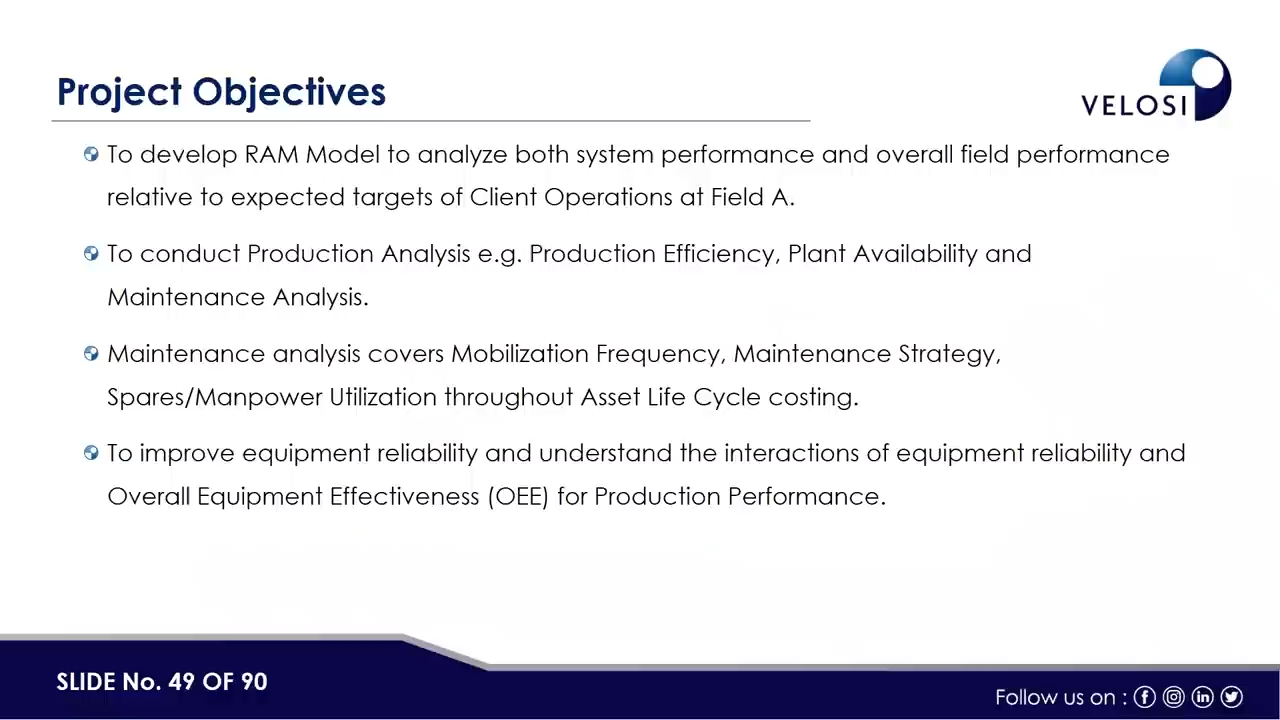 Project Objectives
VELOSI
To develop RAM Model to analyze both system performance and overall field performance
relative to expected targets of Client Operations at Field A.
To conduct Production Analysis e.g. Production Efficiency, Plant Availability and
Maintenance Analysis.
Maintenance analysis covers Mobilization Frequency, Maintenance Strategy,
Spares/Manpower Utilization throughout Asset Life Cycle costing.
To improve equipment reliability and understand the interactions of equipment reliability and
Overall Equipment Effectiveness (OEE) for Production Performance.
SLIDE No. 49 OF 90
Follow us on :